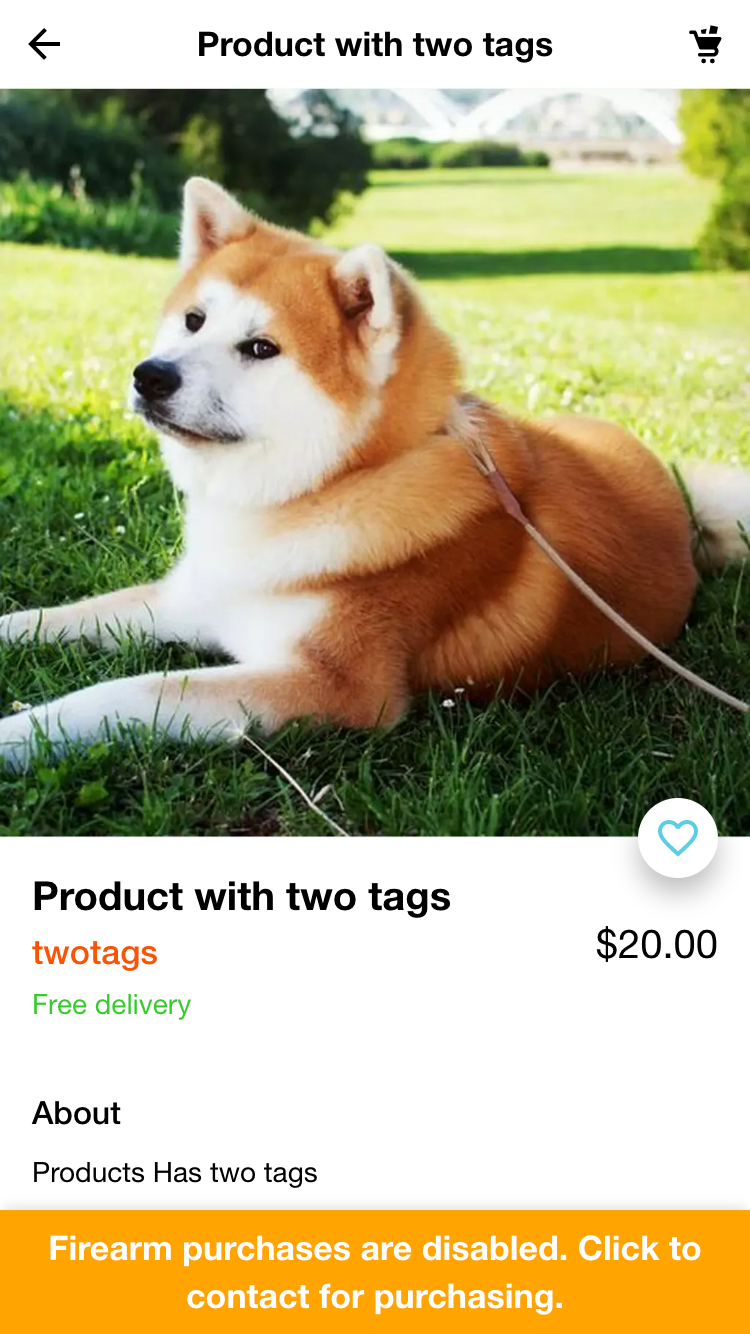 Product with two tags
Product with two tags
twotags
$20.00
Free delivery
About
Products Has two tags
Firearm purchases are disabled. Click to
contact for purchasing.